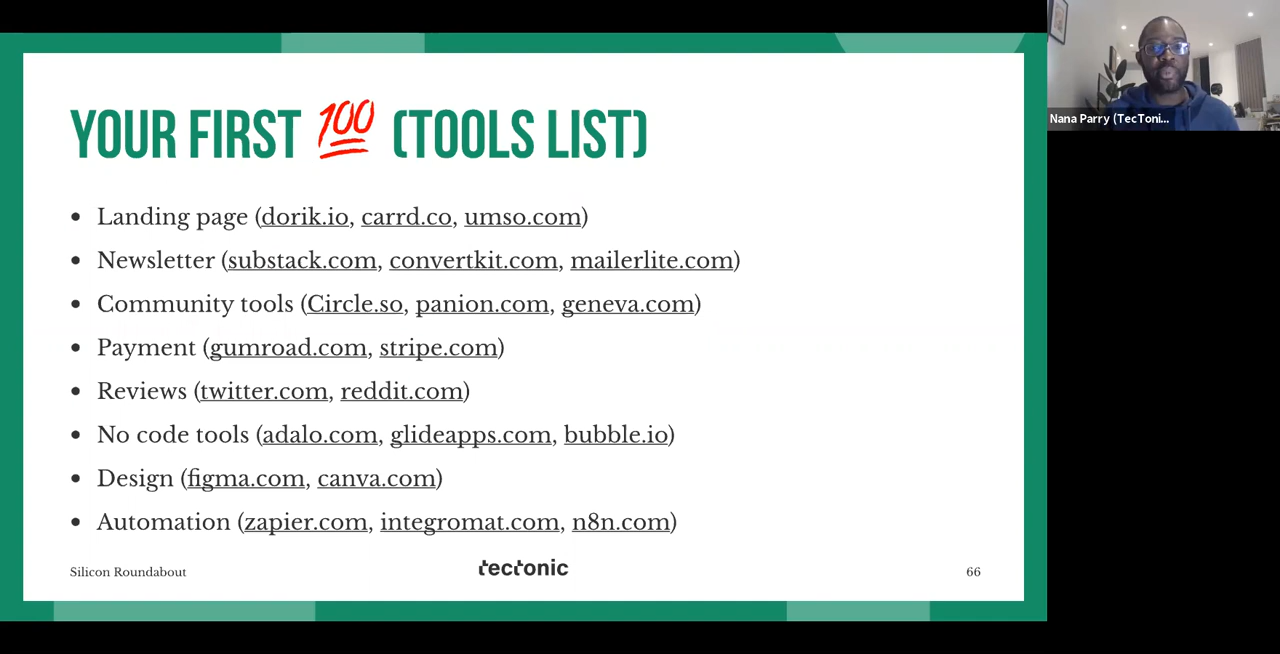 YOUR FIRST 💯 (TOOLS LIST)
• Landing page (dorik.io, carrd.co, umso.com)
• Newsletter (substack.com, convertkit.com, mailerlite.com)
• Community tools (Circle.so, panion.com, geneva.com)
• Payment (gumroad.com, stripe.com)
• Reviews (twitter.com, reddit.com)
• No code tools (adalo.com, glideapps.com, bubble.io)
• Design (figma.com, canva.com)
• Automation (zapier.com, integromat.com, n8n.com)
Silicon Roundabout
tectonic
66
Nana Parry (TecToni...